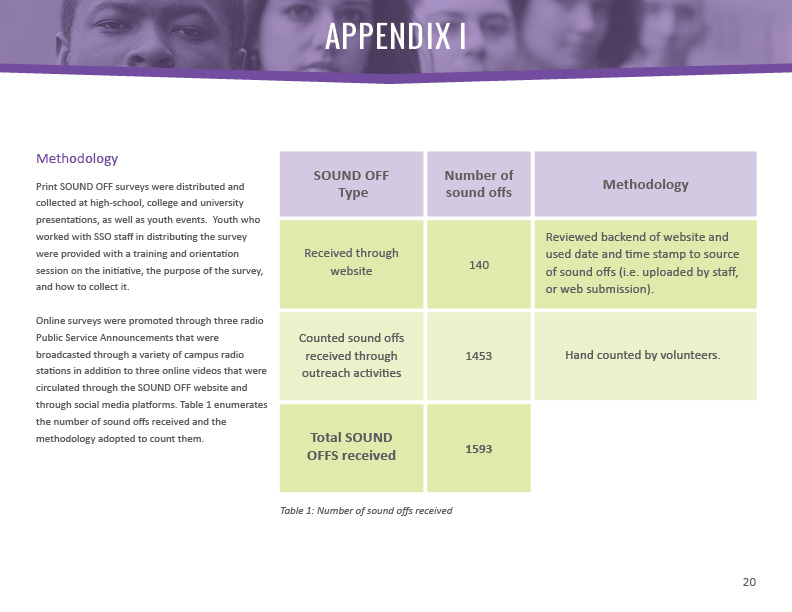 APPENDIX I
Methodology
Print SOUND OFF surveys were distributed and
collected at high-school, college and university
presentations, as well as youth events.  Youth who
worked with SSO staff in distributing the survey
were provided with a training and orientation
session on the initiative, the purpose of the survey,
and how to collect it.
Online surveys were promoted through three radio
Public Service Announcements that were
broadcasted through a variety of campus radio
stations in addition to three online videos that were
circulated through the SOUND OFF website and
through social media platforms. Table 1 enumerates
the number of sound offs received and the
methodology adopted to count them.
SOUND OFF
Type
Number of
sound offs
Methodology
Received through
website
140
Reviewed backend of website and
used date and time stamp to source
of sound offs (i.e. uploaded by staff,
or web submission).
Counted sound offs
received through
outreach activities
1453
Hand counted by volunteers.
Total SOUND
OFFS received
1593
Table 1: Number of sound offs received
20